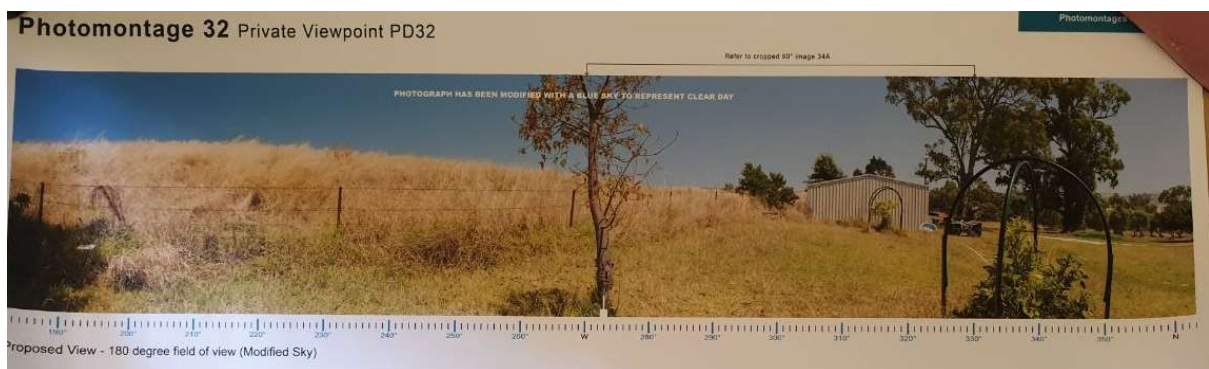 Photomontage 32 Private Viewpoint PD32
Photomontages
Refer to cropped 60° image 34A
PHOTOGRAPH HAS BEEN MODIFIED WITH A BLUE SKY TO REPRESENT CLEAR DAY
190° 200° 210° 220° 230° 240° 250° 260° W 280° 290° 300° 310° 320° 330° 340° 350° N
Proposed View - 180 degree field of view (Modified Sky)